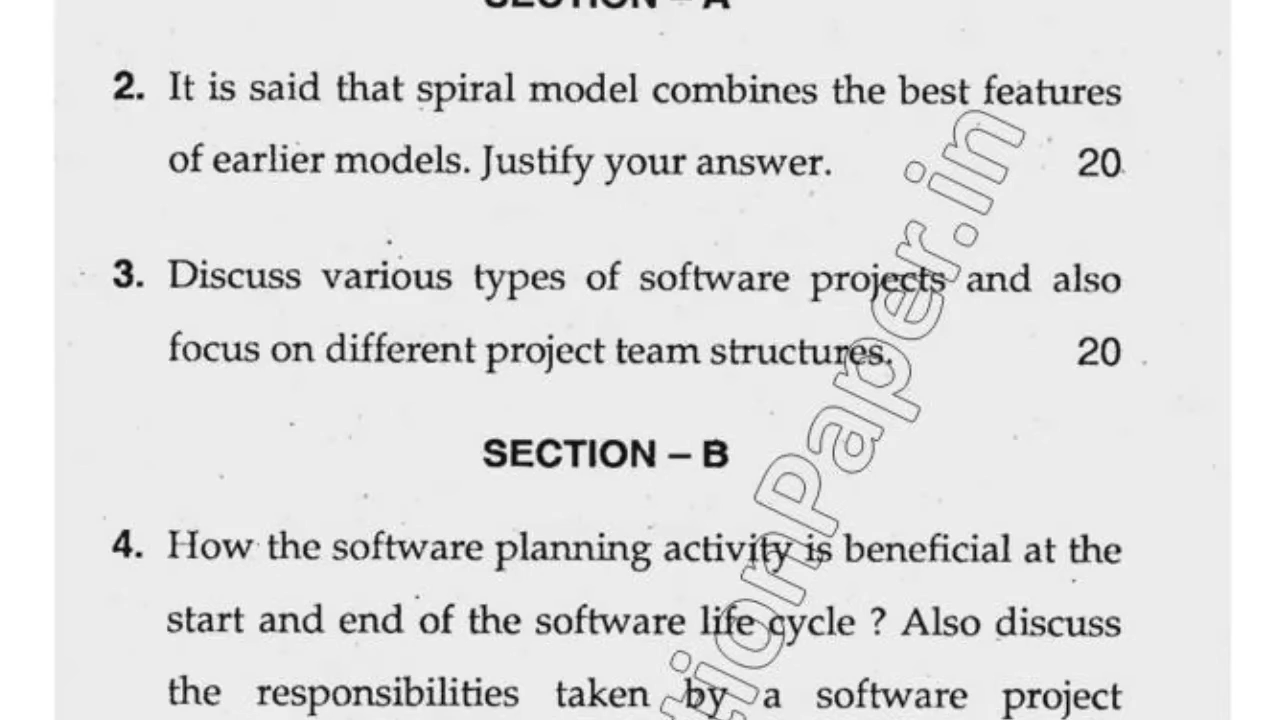 SECTION – A
2. It is said that spiral model combines the best features
of earlier models. Justify your answer. 20
3. Discuss various types of software projects and also
focus on different project team structures. 20
SECTION – B
4. How the software planning activity is beneficial at the
start and end of the software life cycle ? Also discuss
the responsibilities taken by a software project
tionPaper.in